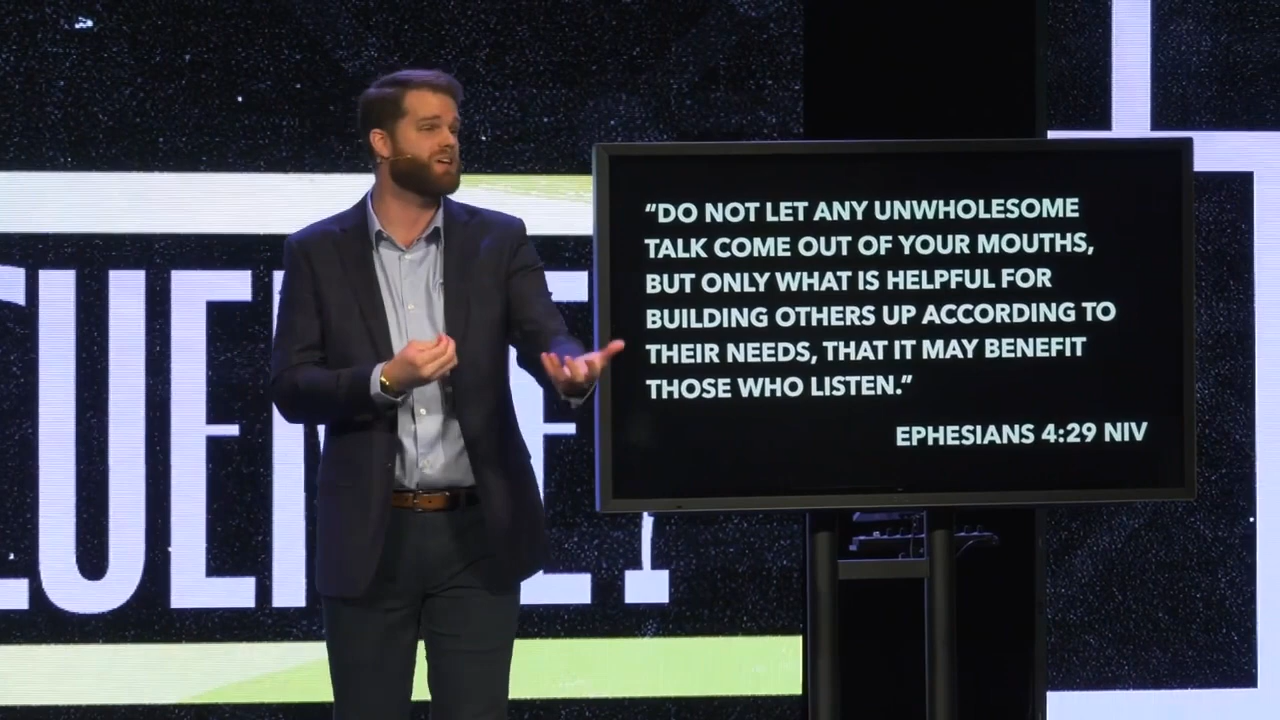 “DO NOT LET ANY UNWHOLESOME
TALK COME OUT OF YOUR MOUTHS,
BUT ONLY WHAT IS HELPFUL FOR
BUILDING OTHERS UP ACCORDING TO
THEIR NEEDS, THAT IT MAY BENEFIT
THOSE WHO LISTEN.”
EPHESIANS 4:29 NIV